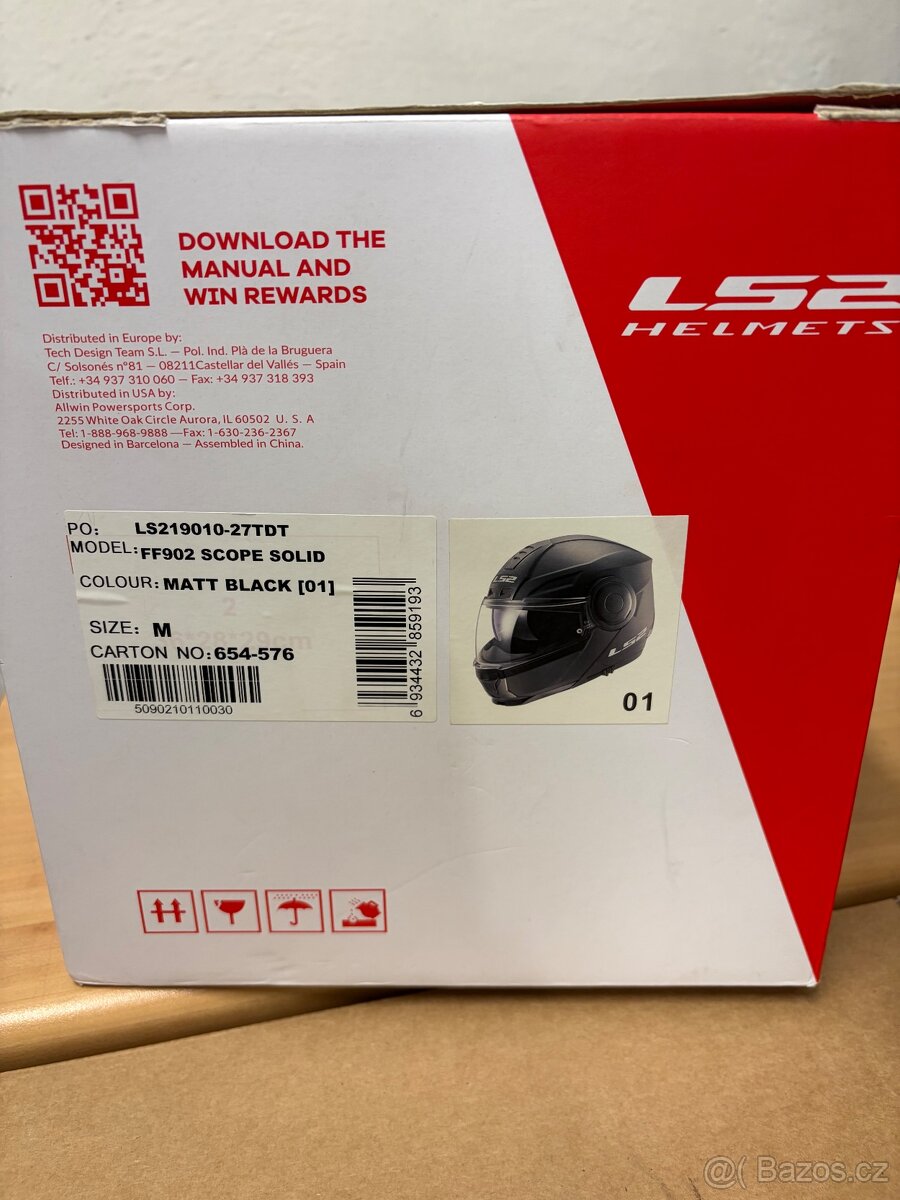 DOWNLOAD THE
MANUAL AND
WIN REWARDS
LS2
HELMETS
Distributed in Europe by:
Tech Design Team S.L. — Pol. Ind. Plà de la Bruguera
C/ Solsonés n°81 — 08211Castellar del Vallés — Spain
Telf.: +34 937 310 060 — Fax: +34 937 318 393
Distributed in USA by:
Allwin Powersports Corp.
2255 White Oak Circle Aurora, IL 60502 U. S. A
Tel: 1-888-968-9888 — Fax: 1-630-236-2367
Designed in Barcelona — Assembled in China.
PO: LS219010-27TDT
MODEL: FF902 SCOPE SOLID
COLOUR: MATT BLACK [01]
2
SIZE: M
CARTON NO: 654-576
5090210110030
6 934432 859193
LS2
LS2
01
@( Bazos.cz